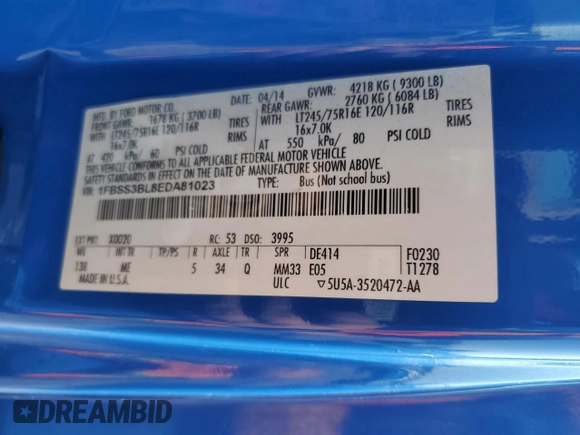 MFD. BY FORD MOTOR CO.
DATE: 04/14 GVWR: 4218 KG ( 9300 LB)
FRONT GAWR: 1678 KG ( 3700 LB)
REAR GAWR: 2760 KG ( 6084 LB)
WITH LT245/75R16E 120/116R TIRES
WITH LT245/75R16E 120/116R TIRES
16x7.0K RIMS
16x7.0K RIMS
AT 420 kPa/ 60 PSI COLD
AT 550 kPa/ 80 PSI COLD
THIS VEHICLE CONFORMS TO ALL APPLICABLE FEDERAL MOTOR VEHICLE
SAFETY STANDARDS IN EFFECT ON THE DATE OF MANUFACTURE SHOWN ABOVE.
VIN: 1FBSS3BL8EDA81023 TYPE: Bus (Not school bus)
EXT PNT: X0020 RC: 53 DSO: 3995
WB INT TR TP/PS R AXLE TR SPR DE414 F0230
138 ME 5 34 Q MM33 E05 T1278
MADE IN U.S.A. ULC ▽5U5A-3520472-AA
DREAMBID